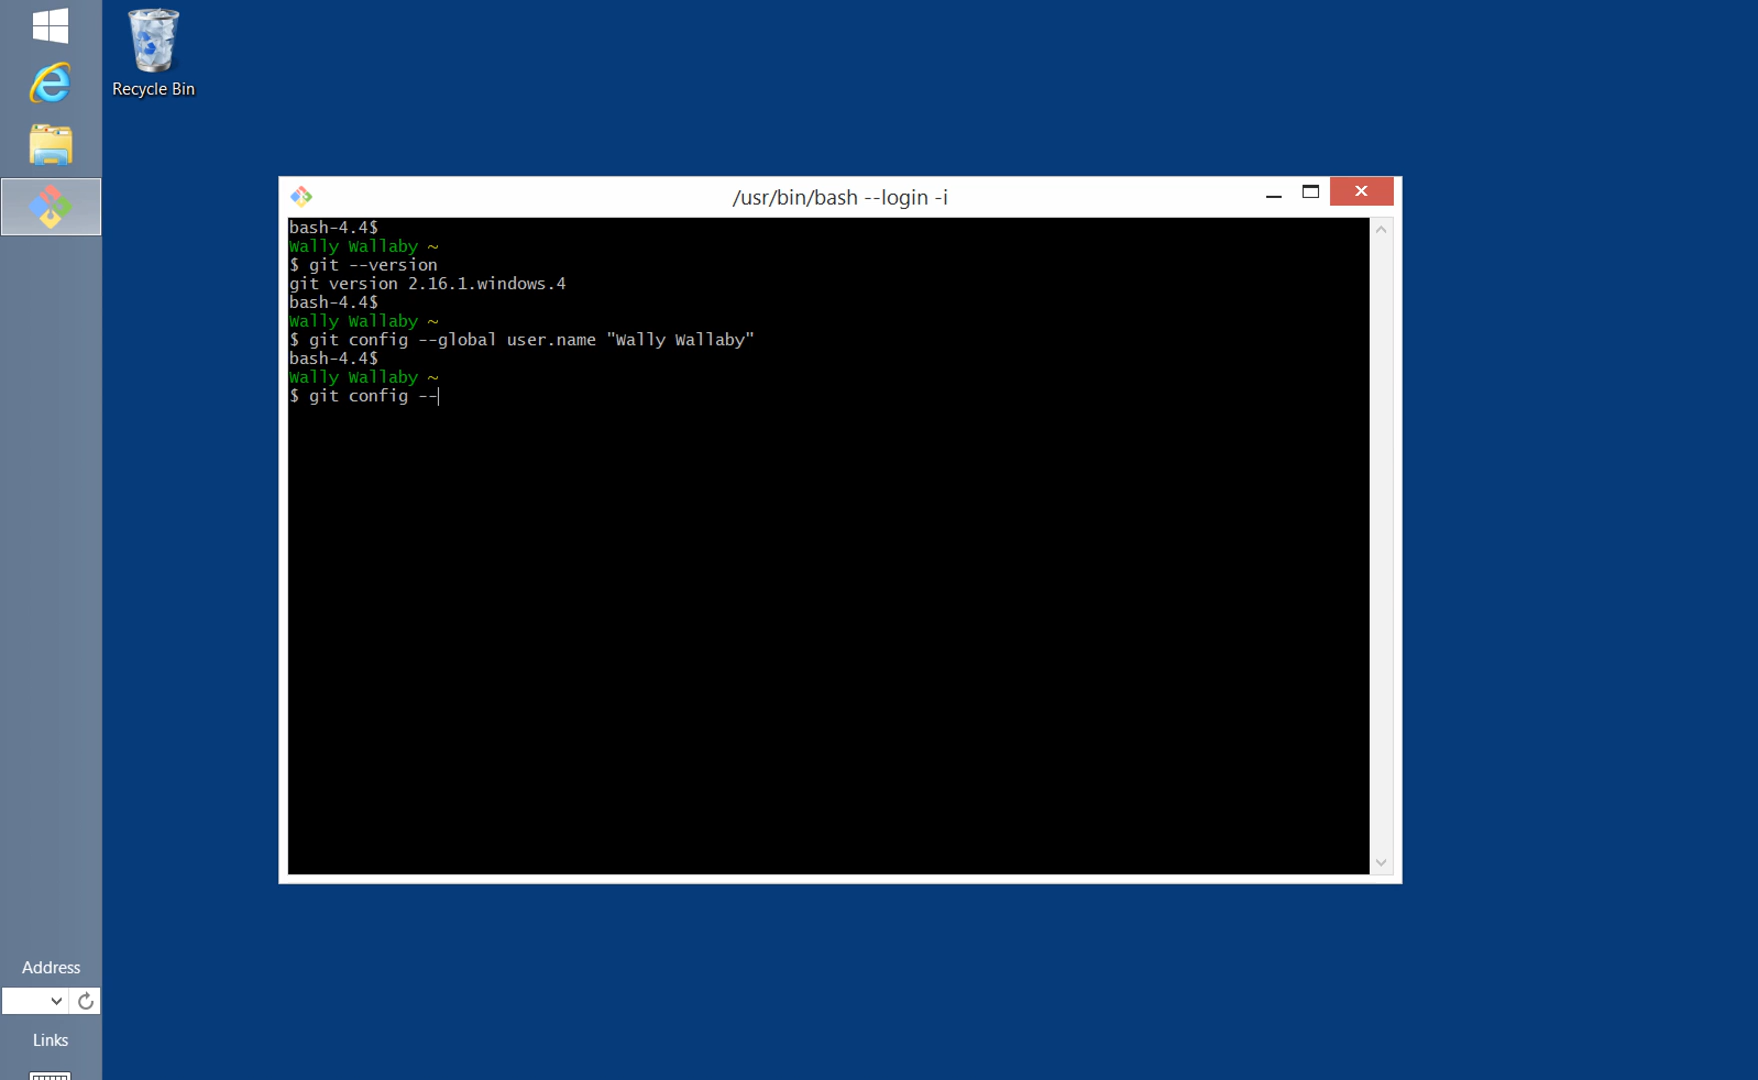 Recycle Bin
/usr/bin/bash --login -i
bash-4.4$
Wally Wallaby ~
$ git --version
git version 2.16.1.windows.4
bash-4.4$
Wally Wallaby ~
$ git config --global user.name "Wally Wallaby"
bash-4.4$
Wally Wallaby ~
$ git config --
Address
Links